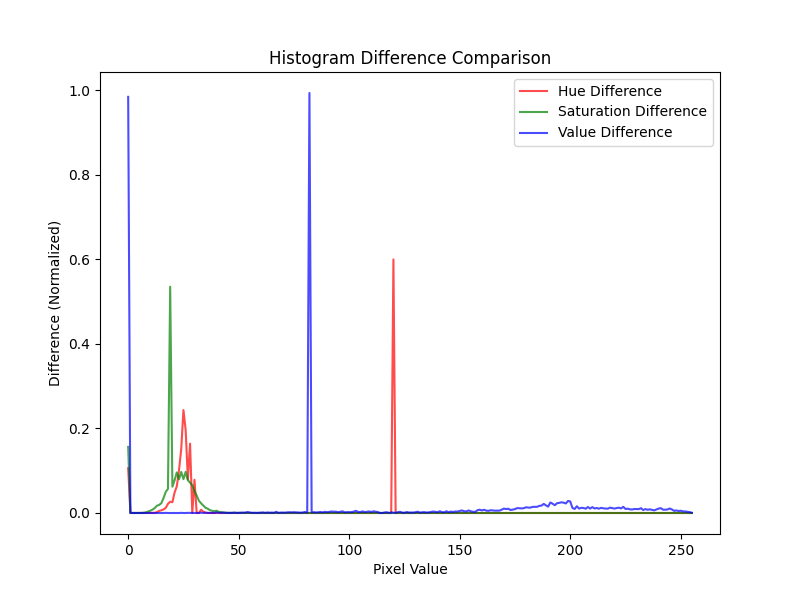 Histogram Difference Comparison
Hue Difference
Saturation Difference
Value Difference
1.0
0.8
0.6
0.4
0.2
0.0
Difference (Normalized)
0 50 100 150 200 250
Pixel Value